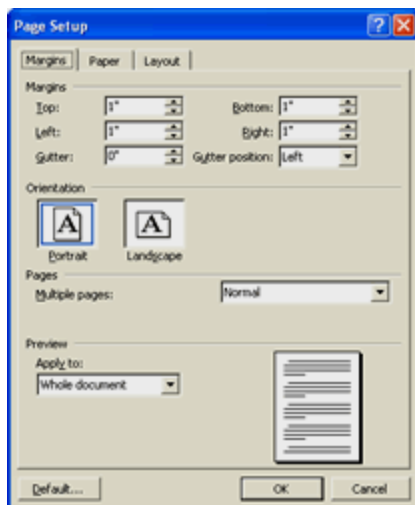 Page Setup
Margins Paper Layout
Margins
Top: 1" Bottom: 1"
Left: 1" Right: 1"
Gutter: 0" Gutter position: Left
Orientation
A A
Portrait Landscape
Pages
Multiple pages: Normal
Preview
Apply to:
Whole document
Default... OK Cancel